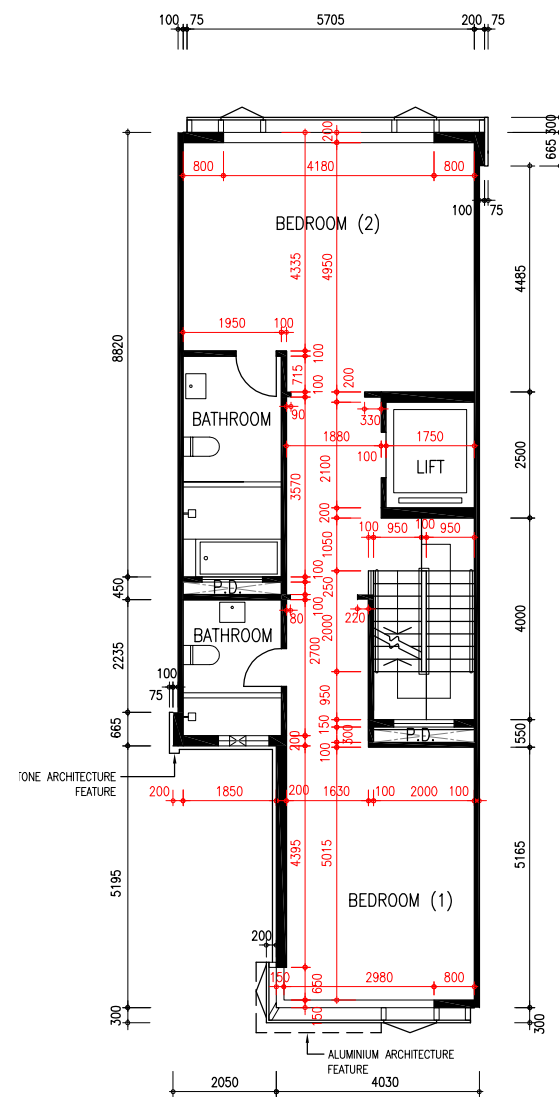 100 75 5705 200 75
300
665
200
800 4180 800
100 75
BEDROOM (2)
4335 4950
4485
8820
1950 100
100
715
100
200
90
330
BATHROOM
1880 1750
100
LIFT
2500
3570 2100
200
100 950 100 950
1050
100
250
P.D.
450
100
80
220
2000
BATHROOM
2700
4000
2235
100
75
950
665
150
200
300
100
P.D.
550
TONE ARCHITECTURE
FEATURE
200 1850 200 1630 100 2000 100
4395 5015
5165
5195
BEDROOM (1)
200
150 650 2980 800
150
300
300
ALUMINIUM ARCHITECTURE
FEATURE
2050 4030